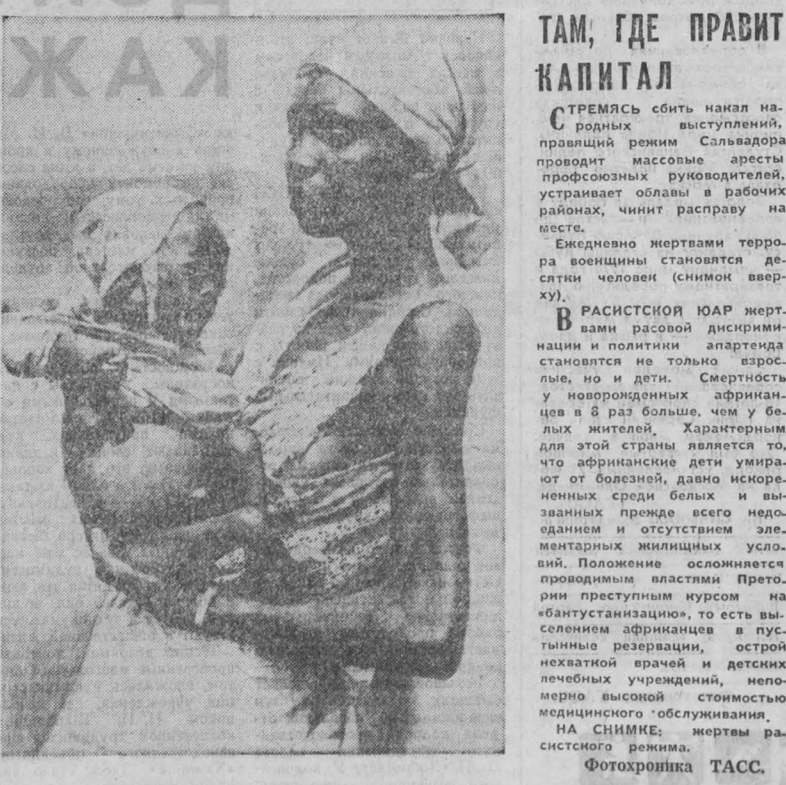 ТАМ, ГДЕ ПРАВИТ
КАПИТАЛ
СТРЕМЯСЬ сбить накал на-
родных выступлений,
правящий режим Сальвадора
проводит массовые аресты
профсоюзных руководителей,
устраивает облавы в рабочих
районах, чинит расправу на
месте.
Ежедневно жертвами терро-
ра военщины становятся де-
сятки человек (снимок ввер-
ху).
В РАСИСТСКОЙ ЮАР жерт-
вами расовой дискрими-
нации и политики апартеида
становятся не только взрос-
лые, но и дети. Смертность
у новорожденных африкан-
цев в 8 раз больше, чем у бе-
лых жителей. Характерным
для этой страны является то,
что африканские дети умира-
ют от болезней, давно искоре-
ненных среди белых и вы-
званных прежде всего недо-
еданием и отсутствием эле-
ментарных жилищных усло-
вий. Положение осложняется
проводимым властями Прето-
рии преступным курсом на
«бантустанизацию», то есть вы-
селением африканцев в пус-
тынные резервации, острой
нехваткой врачей и детских
лечебных учреждений, непо-
мерно высокой стоимостью
медицинского обслуживания.
НА СНИМКЕ: жертвы ра-
систского режима.
Фотохроника ТАСС.